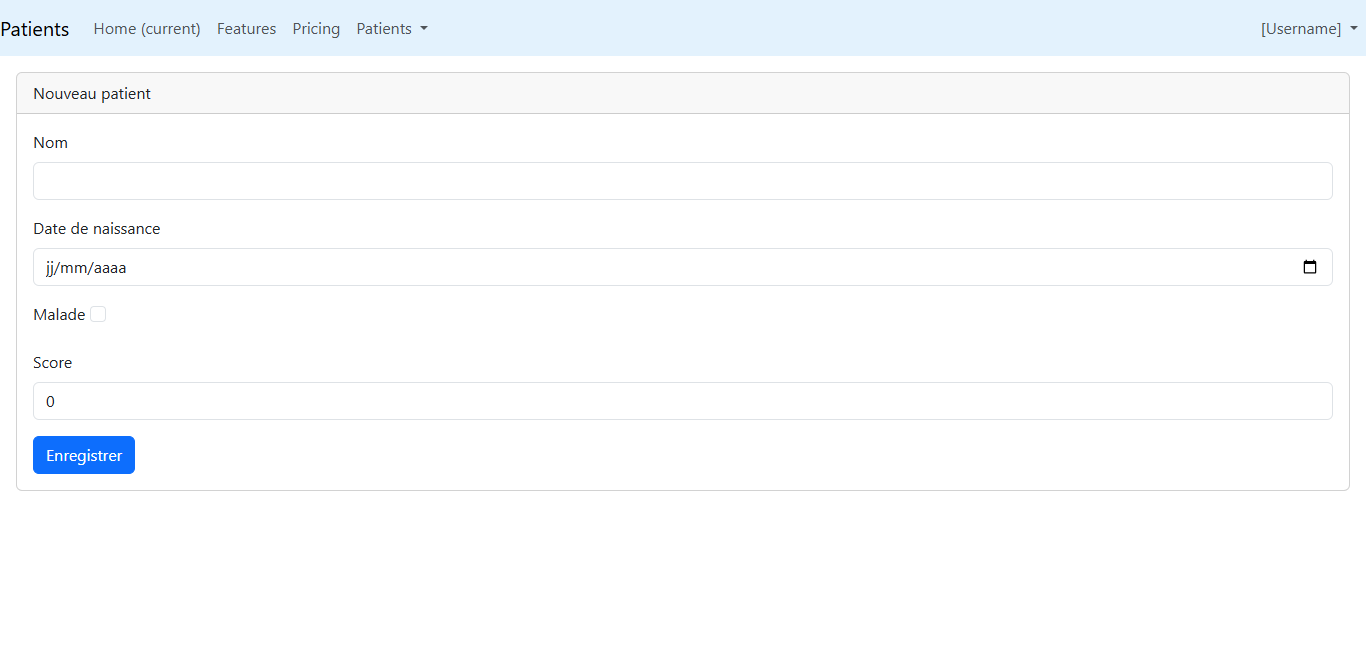 Patients Home (current) Features Pricing Patients [Username]
Nouveau patient
Nom
Date de naissance
jj/mm/aaaa
Malade
Score
0
Enregistrer